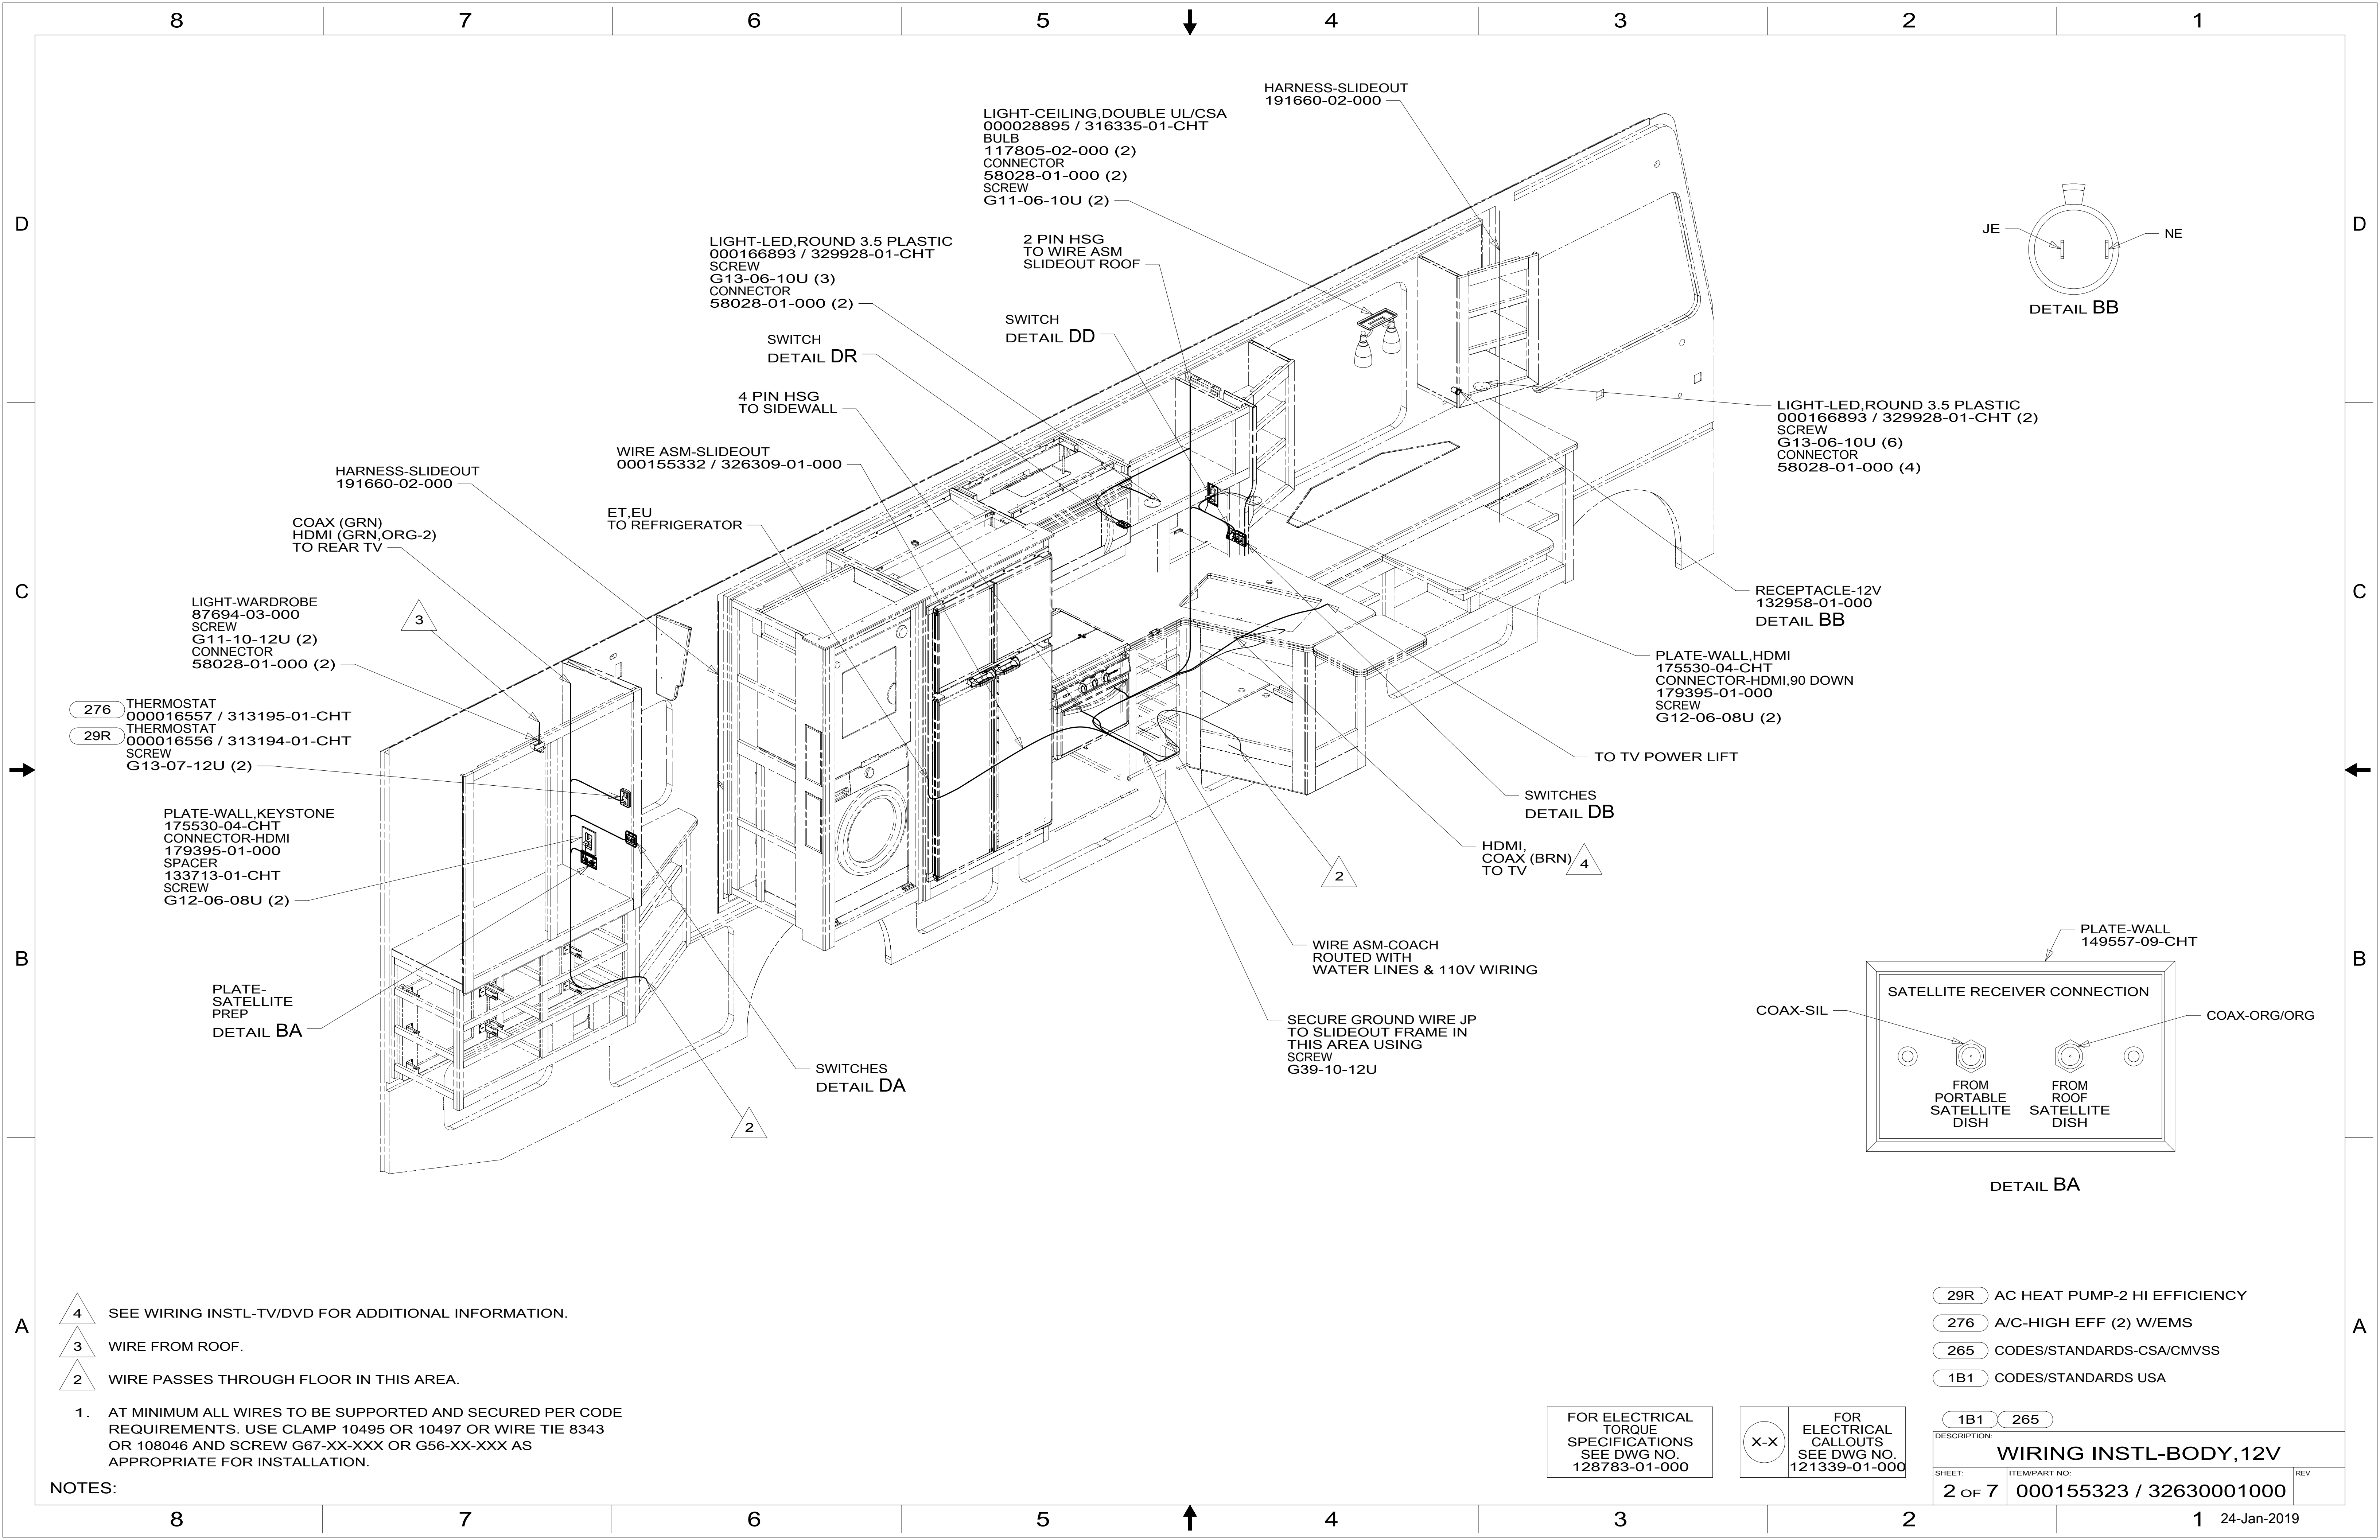 8 7 6 5 4 3 2 1
D
C
B
A
D
C
B
A
HARNESS-SLIDEOUT
191660-02-000
LIGHT-CEILING,DOUBLE UL/CSA
000028895 / 316335-01-CHT
BULB
117805-02-000 (2)
CONNECTOR
58028-01-000 (2)
SCREW
G11-06-10U (2)
LIGHT-LED,ROUND 3.5 PLASTIC
000166893 / 329928-01-CHT
SCREW
G13-06-10U (3)
CONNECTOR
58028-01-000 (2)
2 PIN HSG
TO WIRE ASM
SLIDEOUT ROOF
SWITCH
DETAIL DD
SWITCH
DETAIL DR
4 PIN HSG
TO SIDEWALL
WIRE ASM-SLIDEOUT
000155332 / 326309-01-000
HARNESS-SLIDEOUT
191660-02-000
ET,EU
TO REFRIGERATOR
COAX (GRN)
HDMI (GRN,ORG-2)
TO REAR TV
3
LIGHT-WARDROBE
87694-03-000
SCREW
G11-10-12U (2)
CONNECTOR
58028-01-000 (2)
276 THERMOSTAT
000016557 / 313195-01-CHT
29R THERMOSTAT
000016556 / 313194-01-CHT
SCREW
G13-07-12U (2)
PLATE-WALL,KEYSTONE
175530-04-CHT
CONNECTOR-HDMI
179395-01-000
SPACER
133713-01-CHT
SCREW
G12-06-08U (2)
PLATE-
SATELLITE
PREP
DETAIL BA
SWITCHES
DETAIL DA
2
JE
NE
DETAIL BB
LIGHT-LED,ROUND 3.5 PLASTIC
000166893 / 329928-01-CHT (2)
SCREW
G13-06-10U (6)
CONNECTOR
58028-01-000 (4)
RECEPTACLE-12V
132958-01-000
DETAIL BB
PLATE-WALL,HDMI
175530-04-CHT
CONNECTOR-HDMI,90 DOWN
179395-01-000
SCREW
G12-06-08U (2)
TO TV POWER LIFT
SWITCHES
DETAIL DB
HDMI,
COAX (BRN)
TO TV
4
2
WIRE ASM-COACH
ROUTED WITH
WATER LINES & 110V WIRING
SECURE GROUND WIRE JP
TO SLIDEOUT FRAME IN
THIS AREA USING
SCREW
G39-10-12U
PLATE-WALL
149557-09-CHT
SATELLITE RECEIVER CONNECTION
COAX-SIL
COAX-ORG/ORG
FROM
PORTABLE
SATELLITE
DISH
FROM
ROOF
SATELLITE
DISH
DETAIL BA
4 SEE WIRING INSTL-TV/DVD FOR ADDITIONAL INFORMATION.
3 WIRE FROM ROOF.
2 WIRE PASSES THROUGH FLOOR IN THIS AREA.
1. AT MINIMUM ALL WIRES TO BE SUPPORTED AND SECURED PER CODE
REQUIREMENTS. USE CLAMP 10495 OR 10497 OR WIRE TIE 8343
OR 108046 AND SCREW G67-XX-XXX OR G56-XX-XXX AS
APPROPRIATE FOR INSTALLATION.
NOTES:
FOR ELECTRICAL
TORQUE
SPECIFICATIONS
SEE DWG NO.
128783-01-000
X-X
FOR
ELECTRICAL
CALLOUTS
SEE DWG NO.
121339-01-000
29R AC HEAT PUMP-2 HI EFFICIENCY
276 A/C-HIGH EFF (2) W/EMS
265 CODES/STANDARDS-CSA/CMVSS
1B1 CODES/STANDARDS USA
1B1 265
DESCRIPTION:
WIRING INSTL-BODY,12V
SHEET:
2 OF 7
ITEM/PART NO:
000155323 / 32630001000
REV
8 7 6 5 4 3 2 1
24-Jan-2019